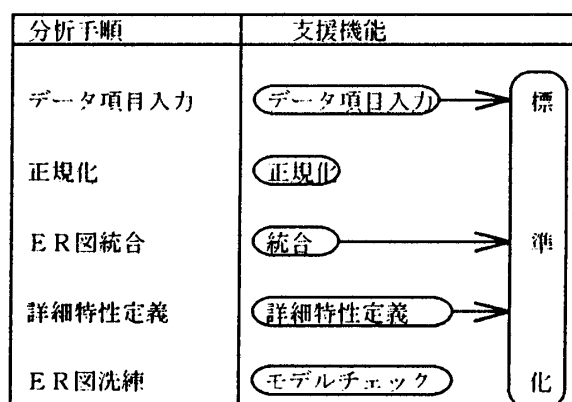 分析手順 支援機能
データ項目入力 データ項目入力 標
正規化 正規化
ＥＲ図統合 統合 準
詳細特性定義 詳細特性定義
ＥＲ図洗練 モデルチェック 化